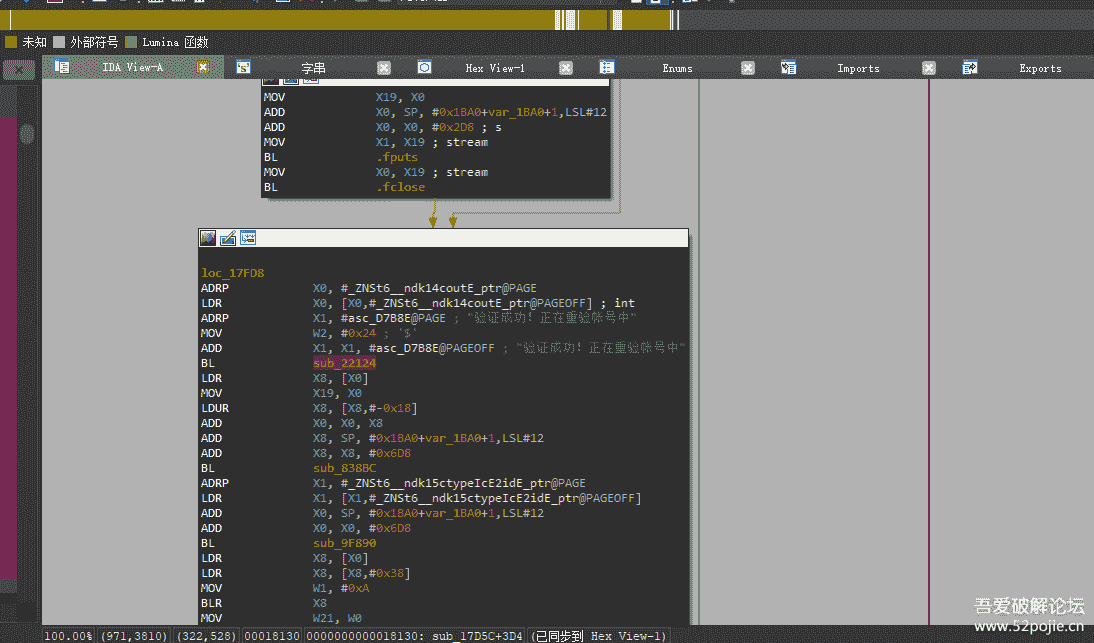 未知 外部符号 Lumina 函数
IDA View-A 字串 Hex View-1 Enums Imports Exports
MOV X19, X0
ADD X0, SP, #0x1BA0+var_1BA0+1,LSL#12
ADD X0, X0, #0x2D8 ; s
MOV X1, X19 ; stream
BL .fputs
MOV X0, X19 ; stream
BL .fclose
loc_17FD8
ADRP X0, #_ZNSt6__ndk14coutE_ptr@PAGE
LDR X0, [X0,#_ZNSt6__ndk14coutE_ptr@PAGEOFF] ; int
ADRP X1, #asc_D7B8E@PAGE ; "验证成功! 正在重验帐号中"
MOV W2, #0x24 ; '$'
ADD X1, X1, #asc_D7B8E@PAGEOFF ; "验证成功! 正在重验帐号中"
BL sub_22124
LDR X8, [X0]
MOV X19, X0
LDUR X8, [X8,#-0x18]
ADD X0, X0, X8
ADD X8, SP, #0x1BA0+var_1BA0+1,LSL#12
ADD X8, X8, #0x6D8
BL sub_838BC
ADRP X1, #_ZNSt6__ndk15ctypeIcE2idE_ptr@PAGE
LDR X1, [X1,#_ZNSt6__ndk15ctypeIcE2idE_ptr@PAGEOFF]
ADD X0, SP, #0x1BA0+var_1BA0+1,LSL#12
ADD X0, X0, #0x6D8
BL sub_9F890
LDR X8, [X0]
LDR X8, [X8,#0x38]
MOV W1, #0xA
BLR X8
MOV W21, W0
吾爱破解论坛
www.52pojie.cn
100.00% (971,3810) (322,528) 00018130 0000000000018130: sub_17D5C+3D4 (已同步到 Hex View-1)